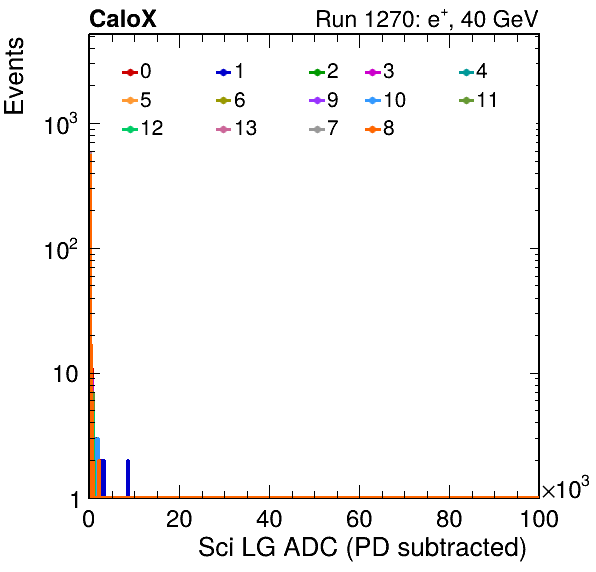 CaloX Run 1270: e+, 40 GeV
Events
0 1 2 3 4
5 6 9 10 11
12 13 7 8
10³
10²
10
1
0 20 40 60 80 100
×10³
Sci LG ADC (PD subtracted)